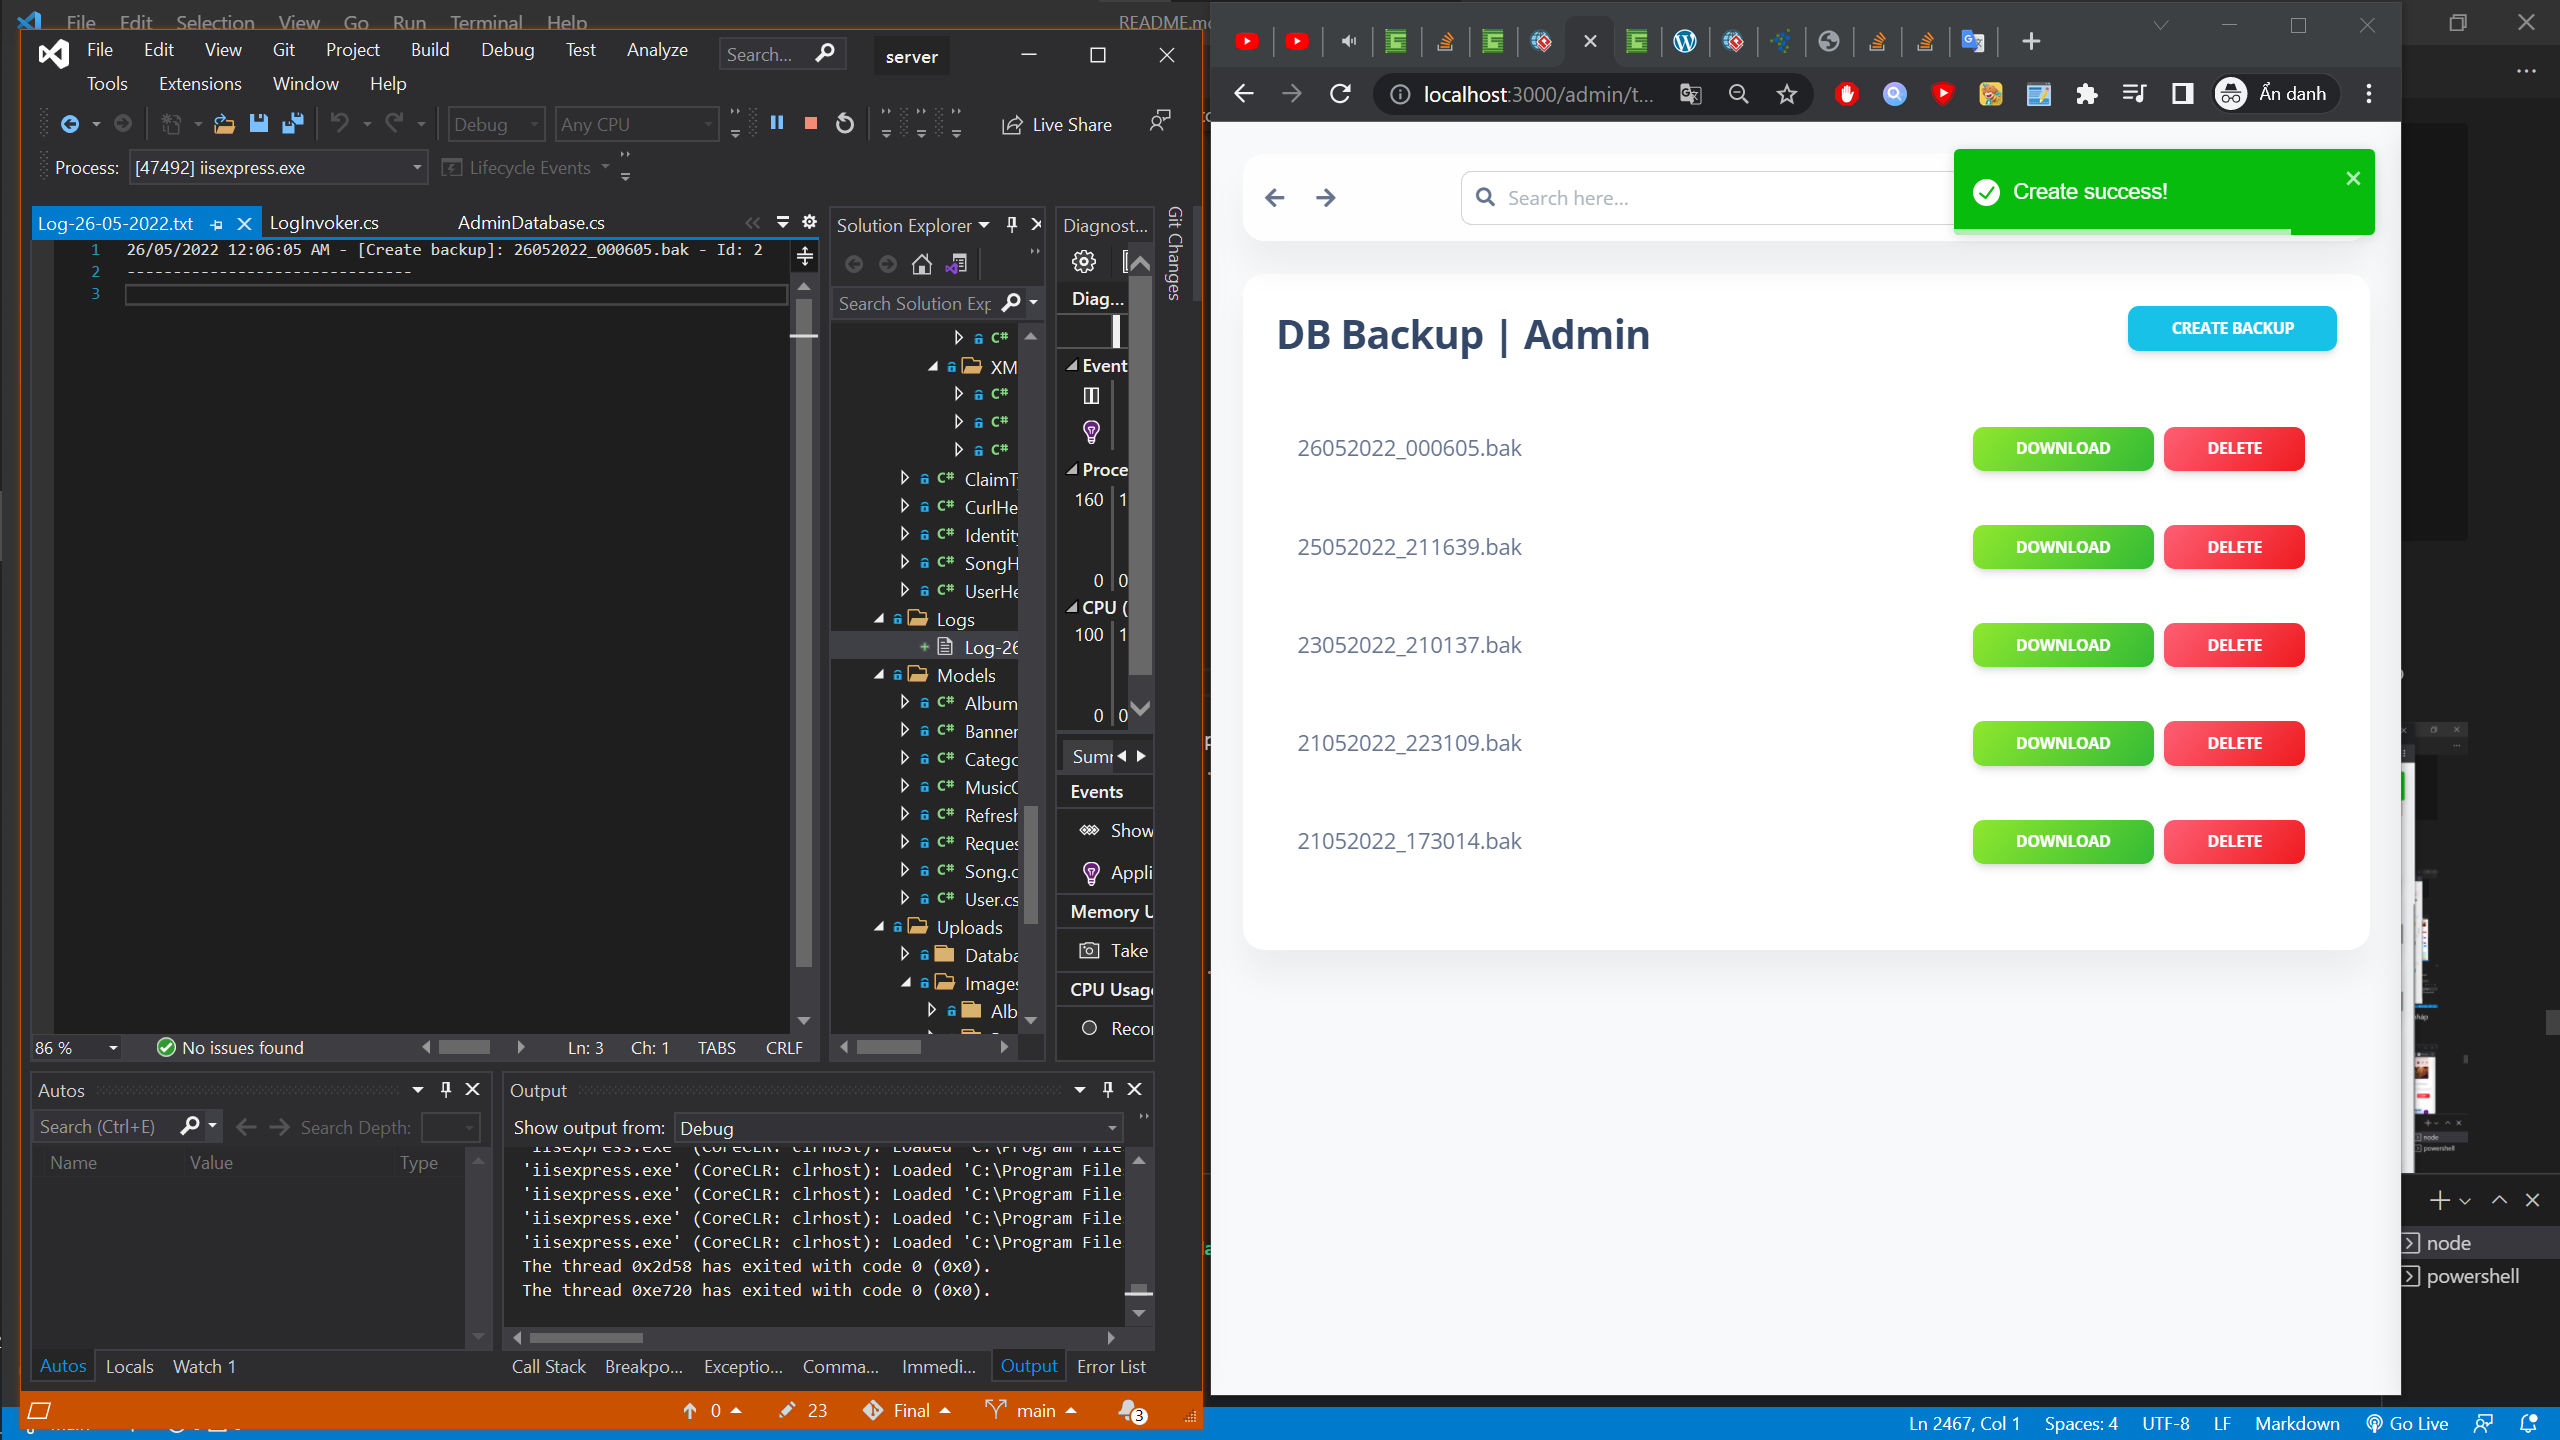 File Edit Selection View Go Run Terminal Help
README.md
File Edit View Git Project Build Debug Test Analyze
Search...
server
Tools Extensions Window Help
Debug
Any CPU
Live Share
Process: [47492] iisexpress.exe
Lifecycle Events
Log-26-05-2022.txt
LogInvoker.cs
AdminDatabase.cs
1 26/05/2022 12:06:05 AM - [Create backup]: 26052022_000605.bak - Id: 2
2 -------------------------------
3
86 %
No issues found
Ln: 3 Ch: 1 TABS CRLF
Solution Explorer
Search Solution Exp
C#
XM
C#
C#
C#
C# ClaimTy
C# CurlHe
C# Identity
C# SongH
C# UserHe
Logs
Log-26
Models
C# Album
C# Banner
C# Catego
C# MusicC
C# Refresh
C# Reques
C# Song.c
C# User.cs
Uploads
Databa
Images
Alb
Diagnost...
Diag...
Event
Proce
160 1
0 0
CPU (
100 1
0 0
Summ
Events
Show
Appli
Memory U
Take
CPU Usage
Recor
Git Changes
Autos
Search (Ctrl+E)
Search Depth:
Name Value Type
Autos Locals Watch 1
Output
Show output from: Debug
'iisexpress.exe' (CoreCLR: clrhost): Loaded 'C:\Program File
'iisexpress.exe' (CoreCLR: clrhost): Loaded 'C:\Program File
'iisexpress.exe' (CoreCLR: clrhost): Loaded 'C:\Program File
'iisexpress.exe' (CoreCLR: clrhost): Loaded 'C:\Program File
'iisexpress.exe' (CoreCLR: clrhost): Loaded 'C:\Program File
The thread 0x2d58 has exited with code 0 (0x0).
The thread 0xe720 has exited with code 0 (0x0).
Call Stack Breakpo... Exceptio... Comma... Immedi... Output Error List
0 23 Final main 3
localhost:3000/admin/t...
Ẩn danh
Search here...
Create success!
DB Backup | Admin
CREATE BACKUP
26052022_000605.bak DOWNLOAD DELETE
25052022_211639.bak DOWNLOAD DELETE
23052022_210137.bak DOWNLOAD DELETE
21052022_223109.bak DOWNLOAD DELETE
21052022_173014.bak DOWNLOAD DELETE
node
powershell
Ln 2467, Col 1 Spaces: 4 UTF-8 LF Markdown Go Live